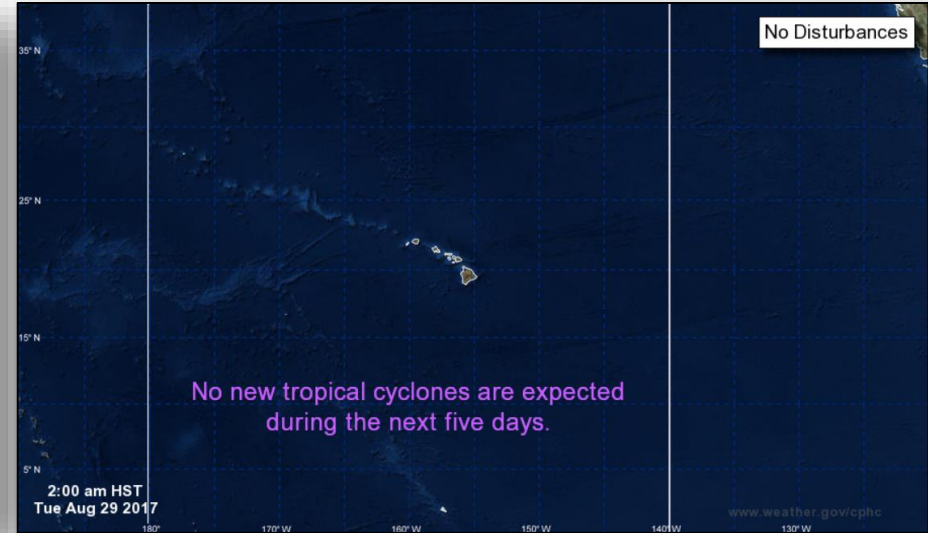 No Disturbances
35° N
25° N
15° N
No new tropical cyclones are expected
during the next five days.
5° N
2:00 am HST
Tue Aug 29 2017
www.weather.gov/cphc
180°
170° W
160° W
150° W
140° W
130° W